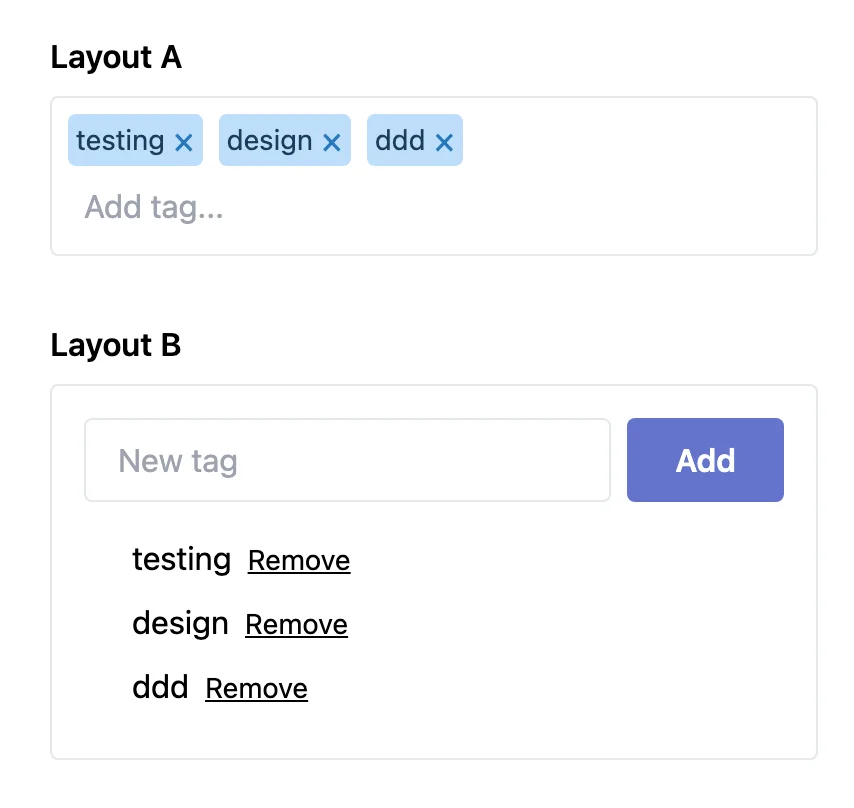 Layout A
testing × design × ddd ×
Add tag...
Layout B
New tag Add
testing Remove
design Remove
ddd Remove